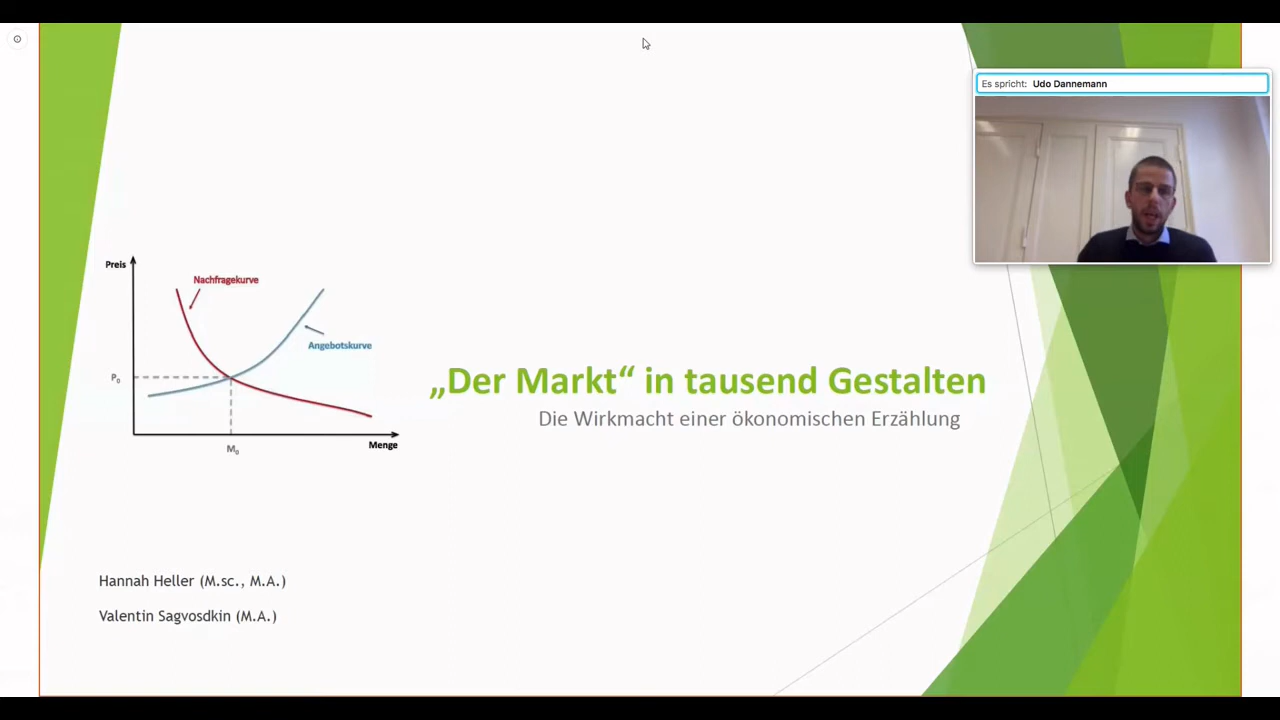 Es spricht: Udo Dannemann
Preis
Nachfragekurve
Angebotskurve
P₀
M₀
Menge
„Der Markt“ in tausend Gestalten
Die Wirkmacht einer ökonomischen Erzählung
Hannah Heller (M.sc., M.A.)
Valentin Sagvosdkin (M.A.)